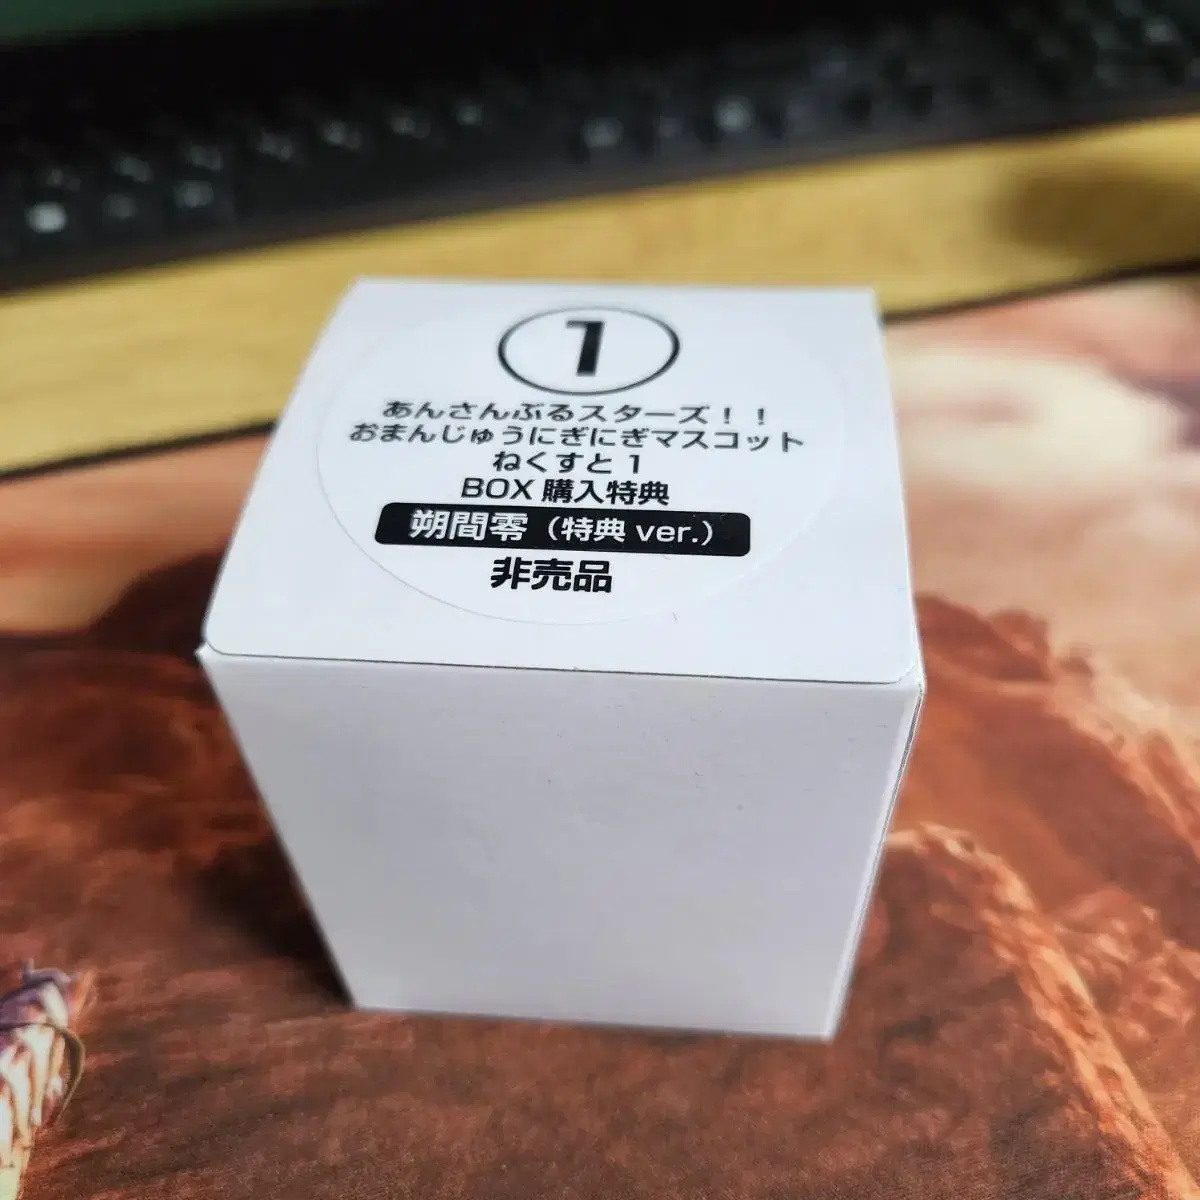 1
あんさんぶるスターズ！！
おまんじゅうにぎにぎマスコット
ねくすと1
BOX 購入特典
朔間零（特典 ver.）
非売品